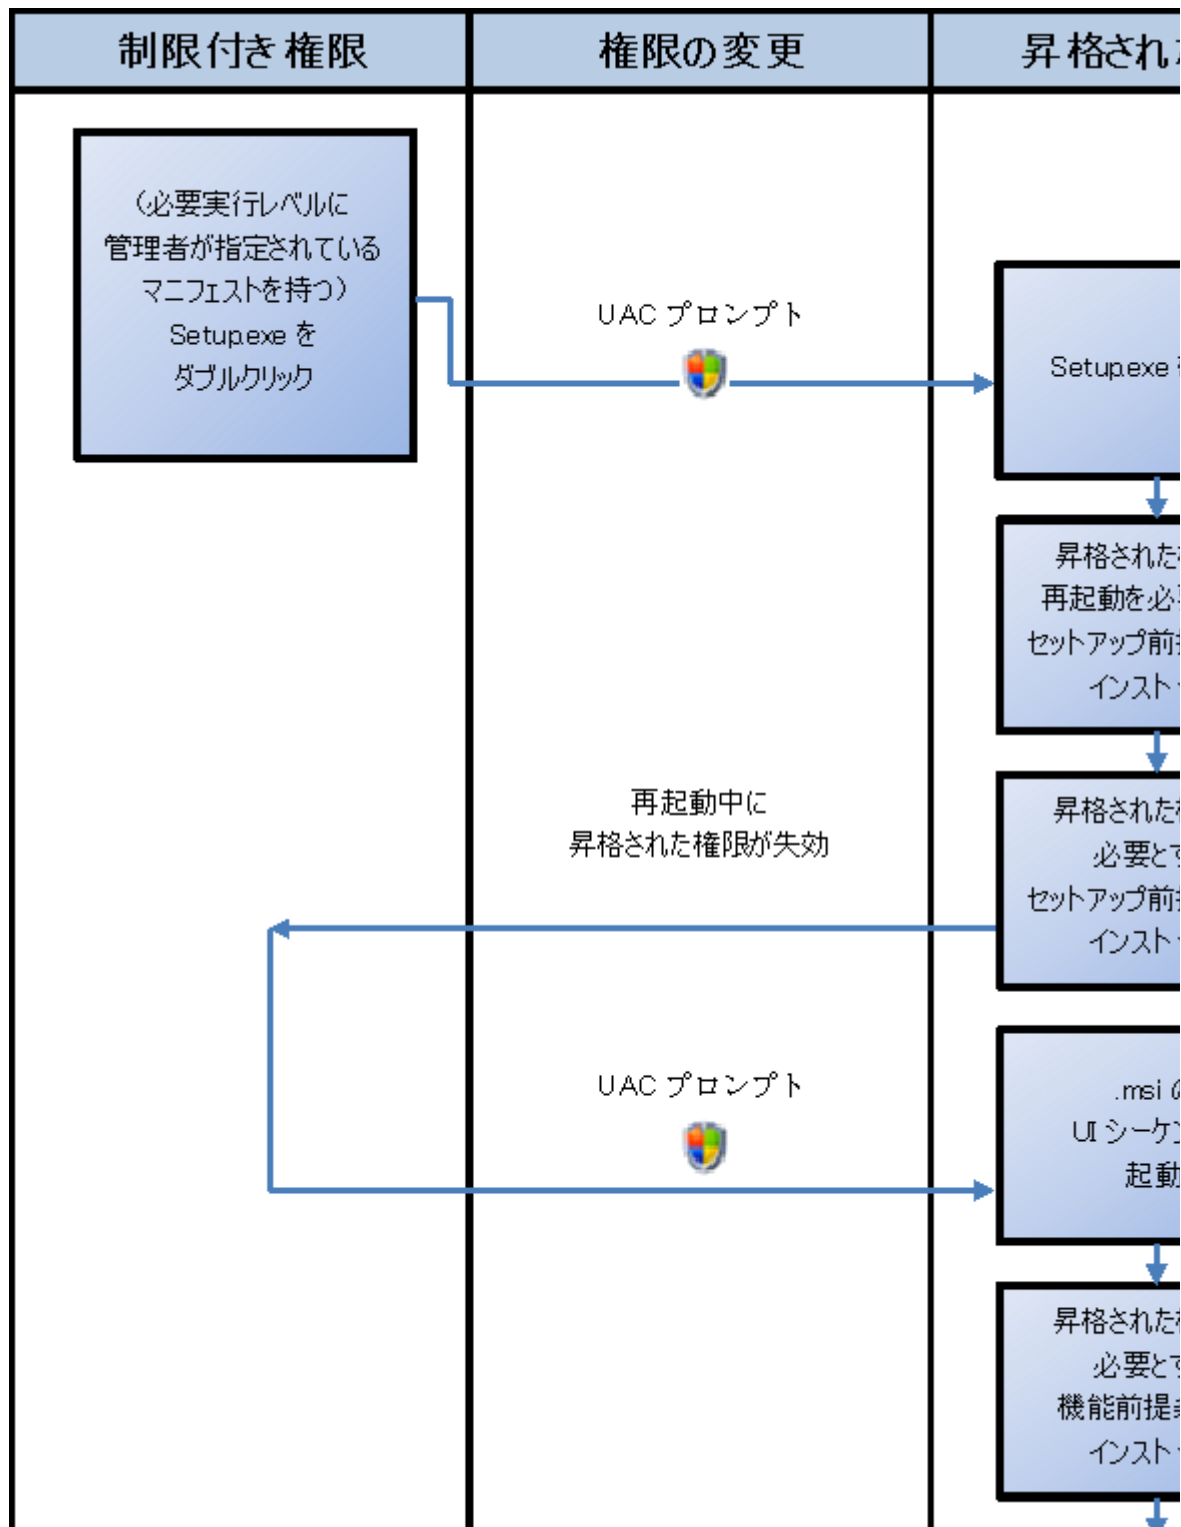 制限付き権限
権限の変更
昇格され
（必要実行レベルに
管理者が指定されている
マニフェストを持つ）
Setup.exe を
ダブルクリック
UAC プロンプト
Setup.exe
昇格された
再起動を必
セットアップ前
インスト
再起動中に
昇格された権限が失効
昇格された
必要と
セットアップ前
インスト
UAC プロンプト
.msi
UI シーケ
起動
昇格された
必要と
機能前提
インスト